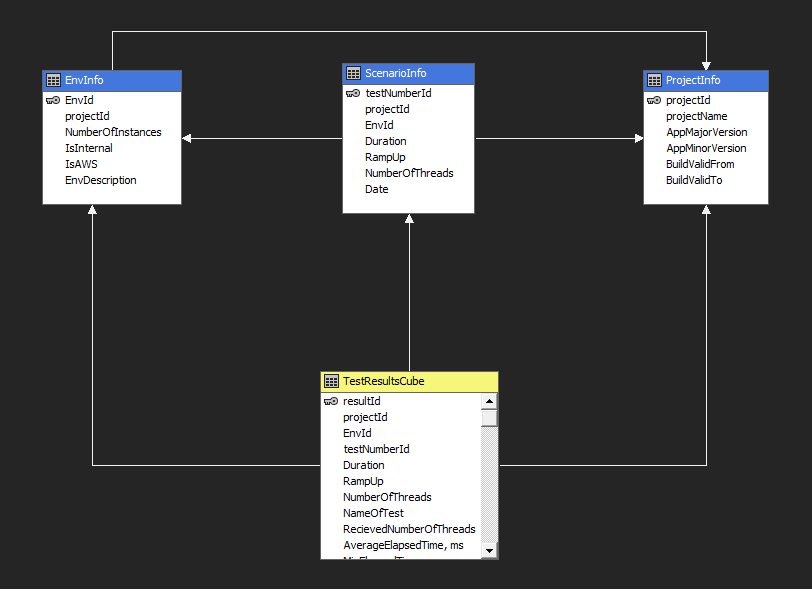 EnvInfo
EnvId
projectId
NumberOfInstances
IsInternal
IsAWS
EnvDescription
ScenarioInfo
testNumberId
projectId
EnvId
Duration
RampUp
NumberOfThreads
Date
ProjectInfo
projectId
projectName
AppMajorVersion
AppMinorVersion
BuildValidFrom
BuildValidTo
TestResultsCube
resultId
projectId
EnvId
testNumberId
Duration
RampUp
NumberOfThreads
NameOfTest
RecievedNumberOfThreads
AverageElapsedTime, ms